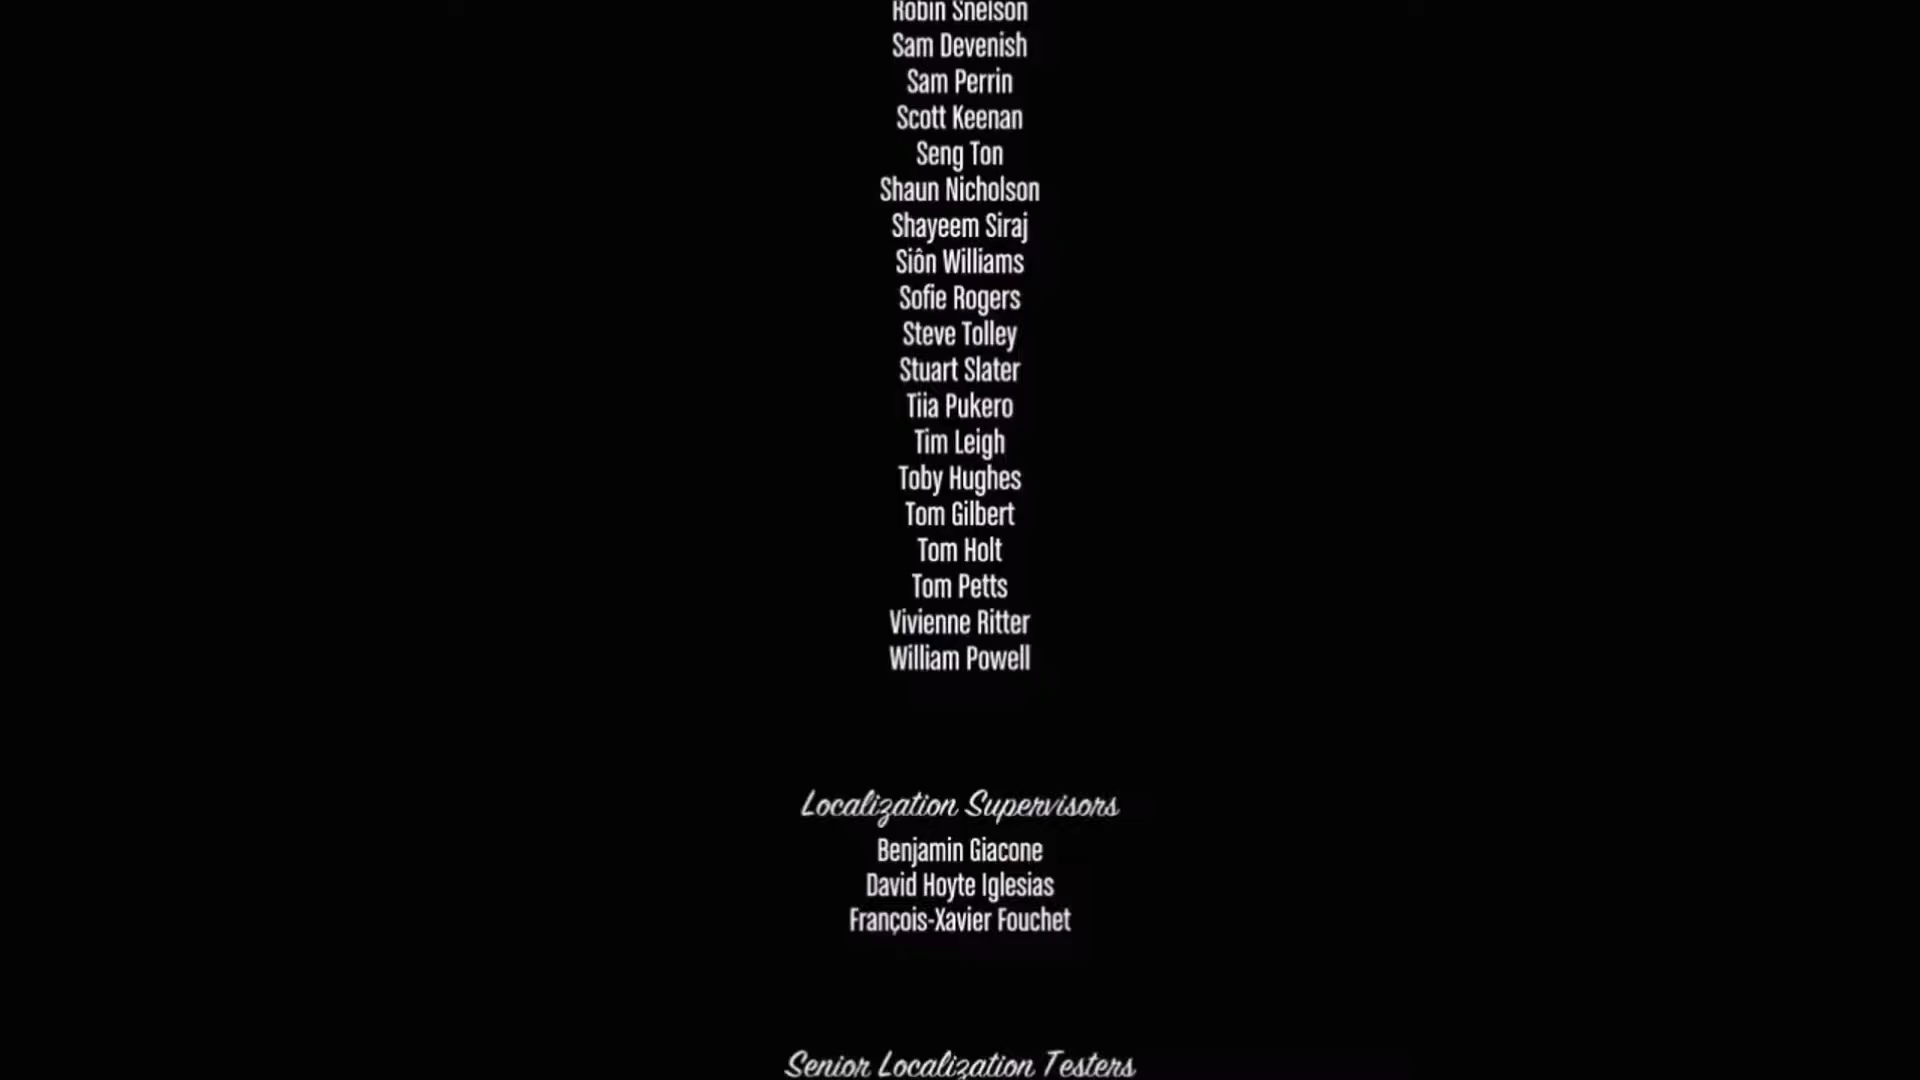 Robin Snelson
Sam Devenish
Sam Perrin
Scott Keenan
Seng Ton
Shaun Nicholson
Shayeem Siraj
Siôn Williams
Sofie Rogers
Steve Tolley
Stuart Slater
Tiia Pukero
Tim Leigh
Toby Hughes
Tom Gilbert
Tom Holt
Tom Petts
Vivienne Ritter
William Powell
Localization Supervisors
Benjamin Giacone
David Hoyte Iglesias
François-Xavier Fouchet
Senior Localization Testers